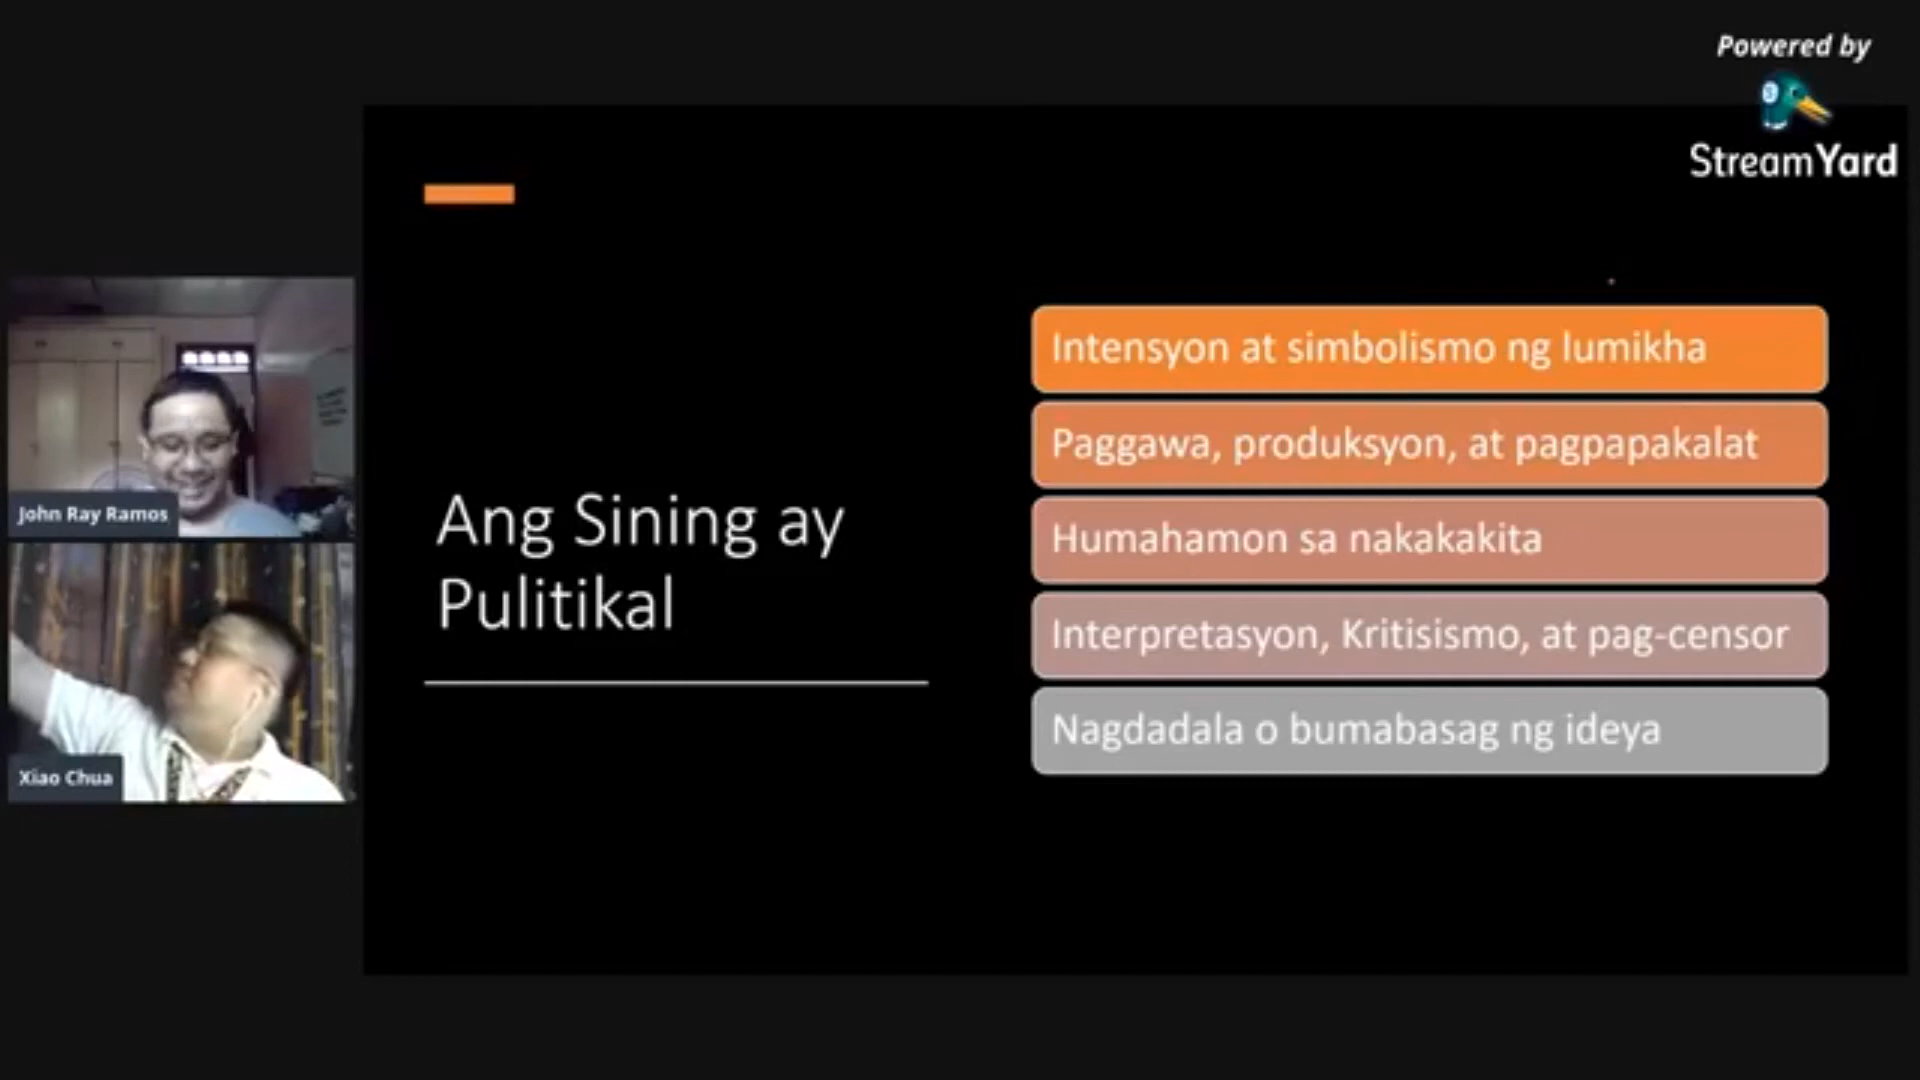 Powered by
StreamYard
John Ray Ramos
Xiao Chua
Ang Sining ay
Pulitikal
Intensyon at simbolismo ng lumikha
Paggawa, produksyon, at pagpapakalat
Humahamon sa nakakakita
Interpretasyon, Kritisismo, at pag-censor
Nagdadala o bumabasag ng ideya